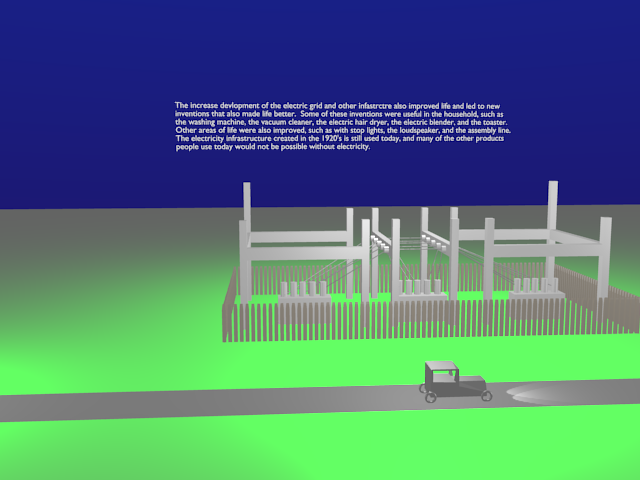 The increase devlopment of the electric grid and other infastrctre also improved life and led to new
inventions that also made life better.  Some of these inventions were useful in the household, such as
the washing machine, the vacuum cleaner, the electric hair dryer, the electric blender, and the toaster.
Other areas of life were also improved, such as with stop lights, the loudspeaker, and the assembly line.
The electricity infrastructure created in the 1920's is still used today, and many of the other products
people use today would not be possible without electricity.